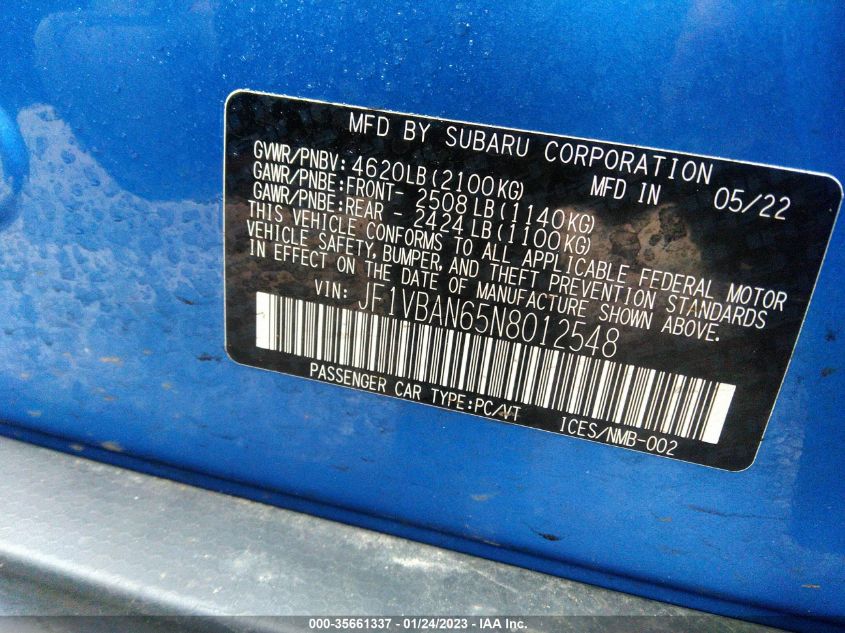 MFD BY SUBARU CORPORATION
GVWR/PNBV: 4620LB(2100KG) MFD IN 05/22
GAWR/PNBE:FRONT- 2508LB(1140KG)
GAWR/PNBE:REAR - 2424LB(1100KG)
THIS VEHICLE CONFORMS TO ALL APPLICABLE FEDERAL MOTOR
VEHICLE SAFETY, BUMPER, AND THEFT PREVENTION STANDARDS
IN EFFECT ON THE DATE OF MANUFACTURE SHOWN ABOVE.
VIN: JF1VBAN65N8012548
PASSENGER CAR TYPE:PC/VT ICES/NMB-002
000-35661337 — 01/24/2023 — IAA Inc.